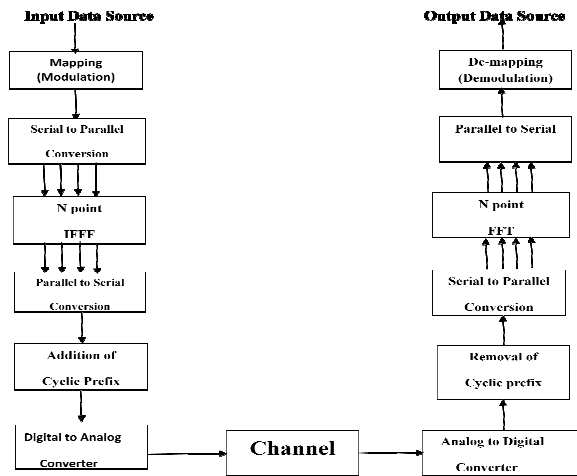 Input Data Source
Mapping
(Modulation)
Serial to Parallel
Conversion
N point
IFFF
Parallel to Serial
Conversion
Addition of
Cyclic Prefix
Digital to Analog
Converter
Channel
Output Data Source
De-mapping
(Demodulation)
Parallel to Serial
N point
FFT
Serial to Parallel
Conversion
Removal of
Cyclic prefix
Analog to Digital
Converter